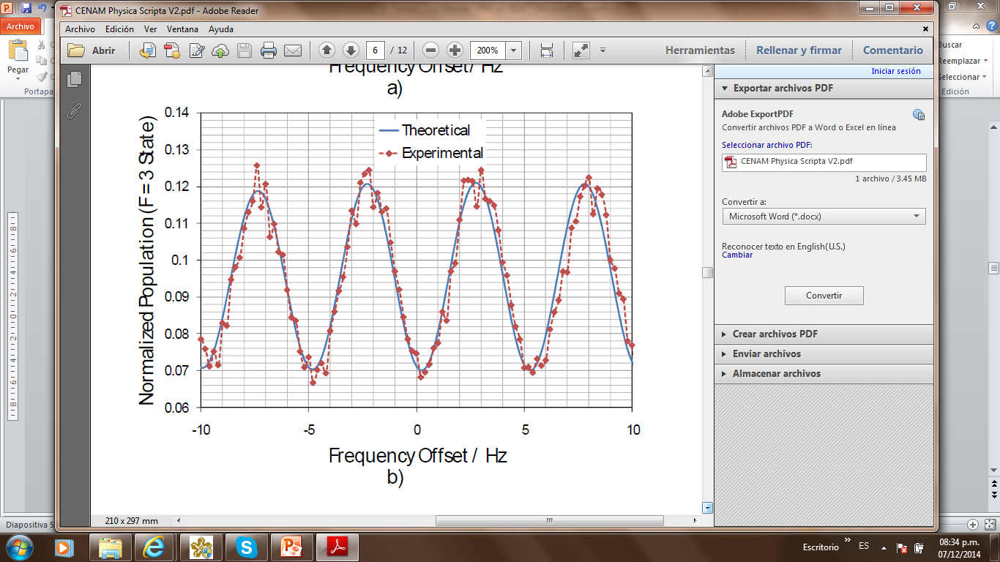 CENAM Physica Scripta V2.pdf - Adobe Reader
Archivo
Archivo Edición Ver Ventana Ayuda
Abrir
6 / 12
200%
Herramientas
Rellenar y firmar
Comentario
Pegar
Portapa
Buscar
Reemplazar
Seleccionar
Edición
Iniciar sesión
Exportar archivos PDF
Adobe ExportPDF
Convertir archivos PDF a Word o Excel en línea
Seleccionar archivo PDF:
CENAM Physica Scripta V2.pdf
1 archivo / 3.45 MB
Convertir a:
Microsoft Word (*.docx)
Reconocer texto en English(U.S.)
Cambiar
Convertir
Crear archivos PDF
Enviar archivos
Almacenar archivos
Frequency Offset / Hz
a)
Normalized Population (F = 3 State)
0.14
0.13
0.12
0.11
0.1
0.09
0.08
0.07
0.06
Theoretical
Experimental
-10 -5 0 5 10
Frequency Offset / Hz
b)
210 x 297 mm
Diapositiva 5
Escritorio
ES
08:34 p.m.
07/12/2014